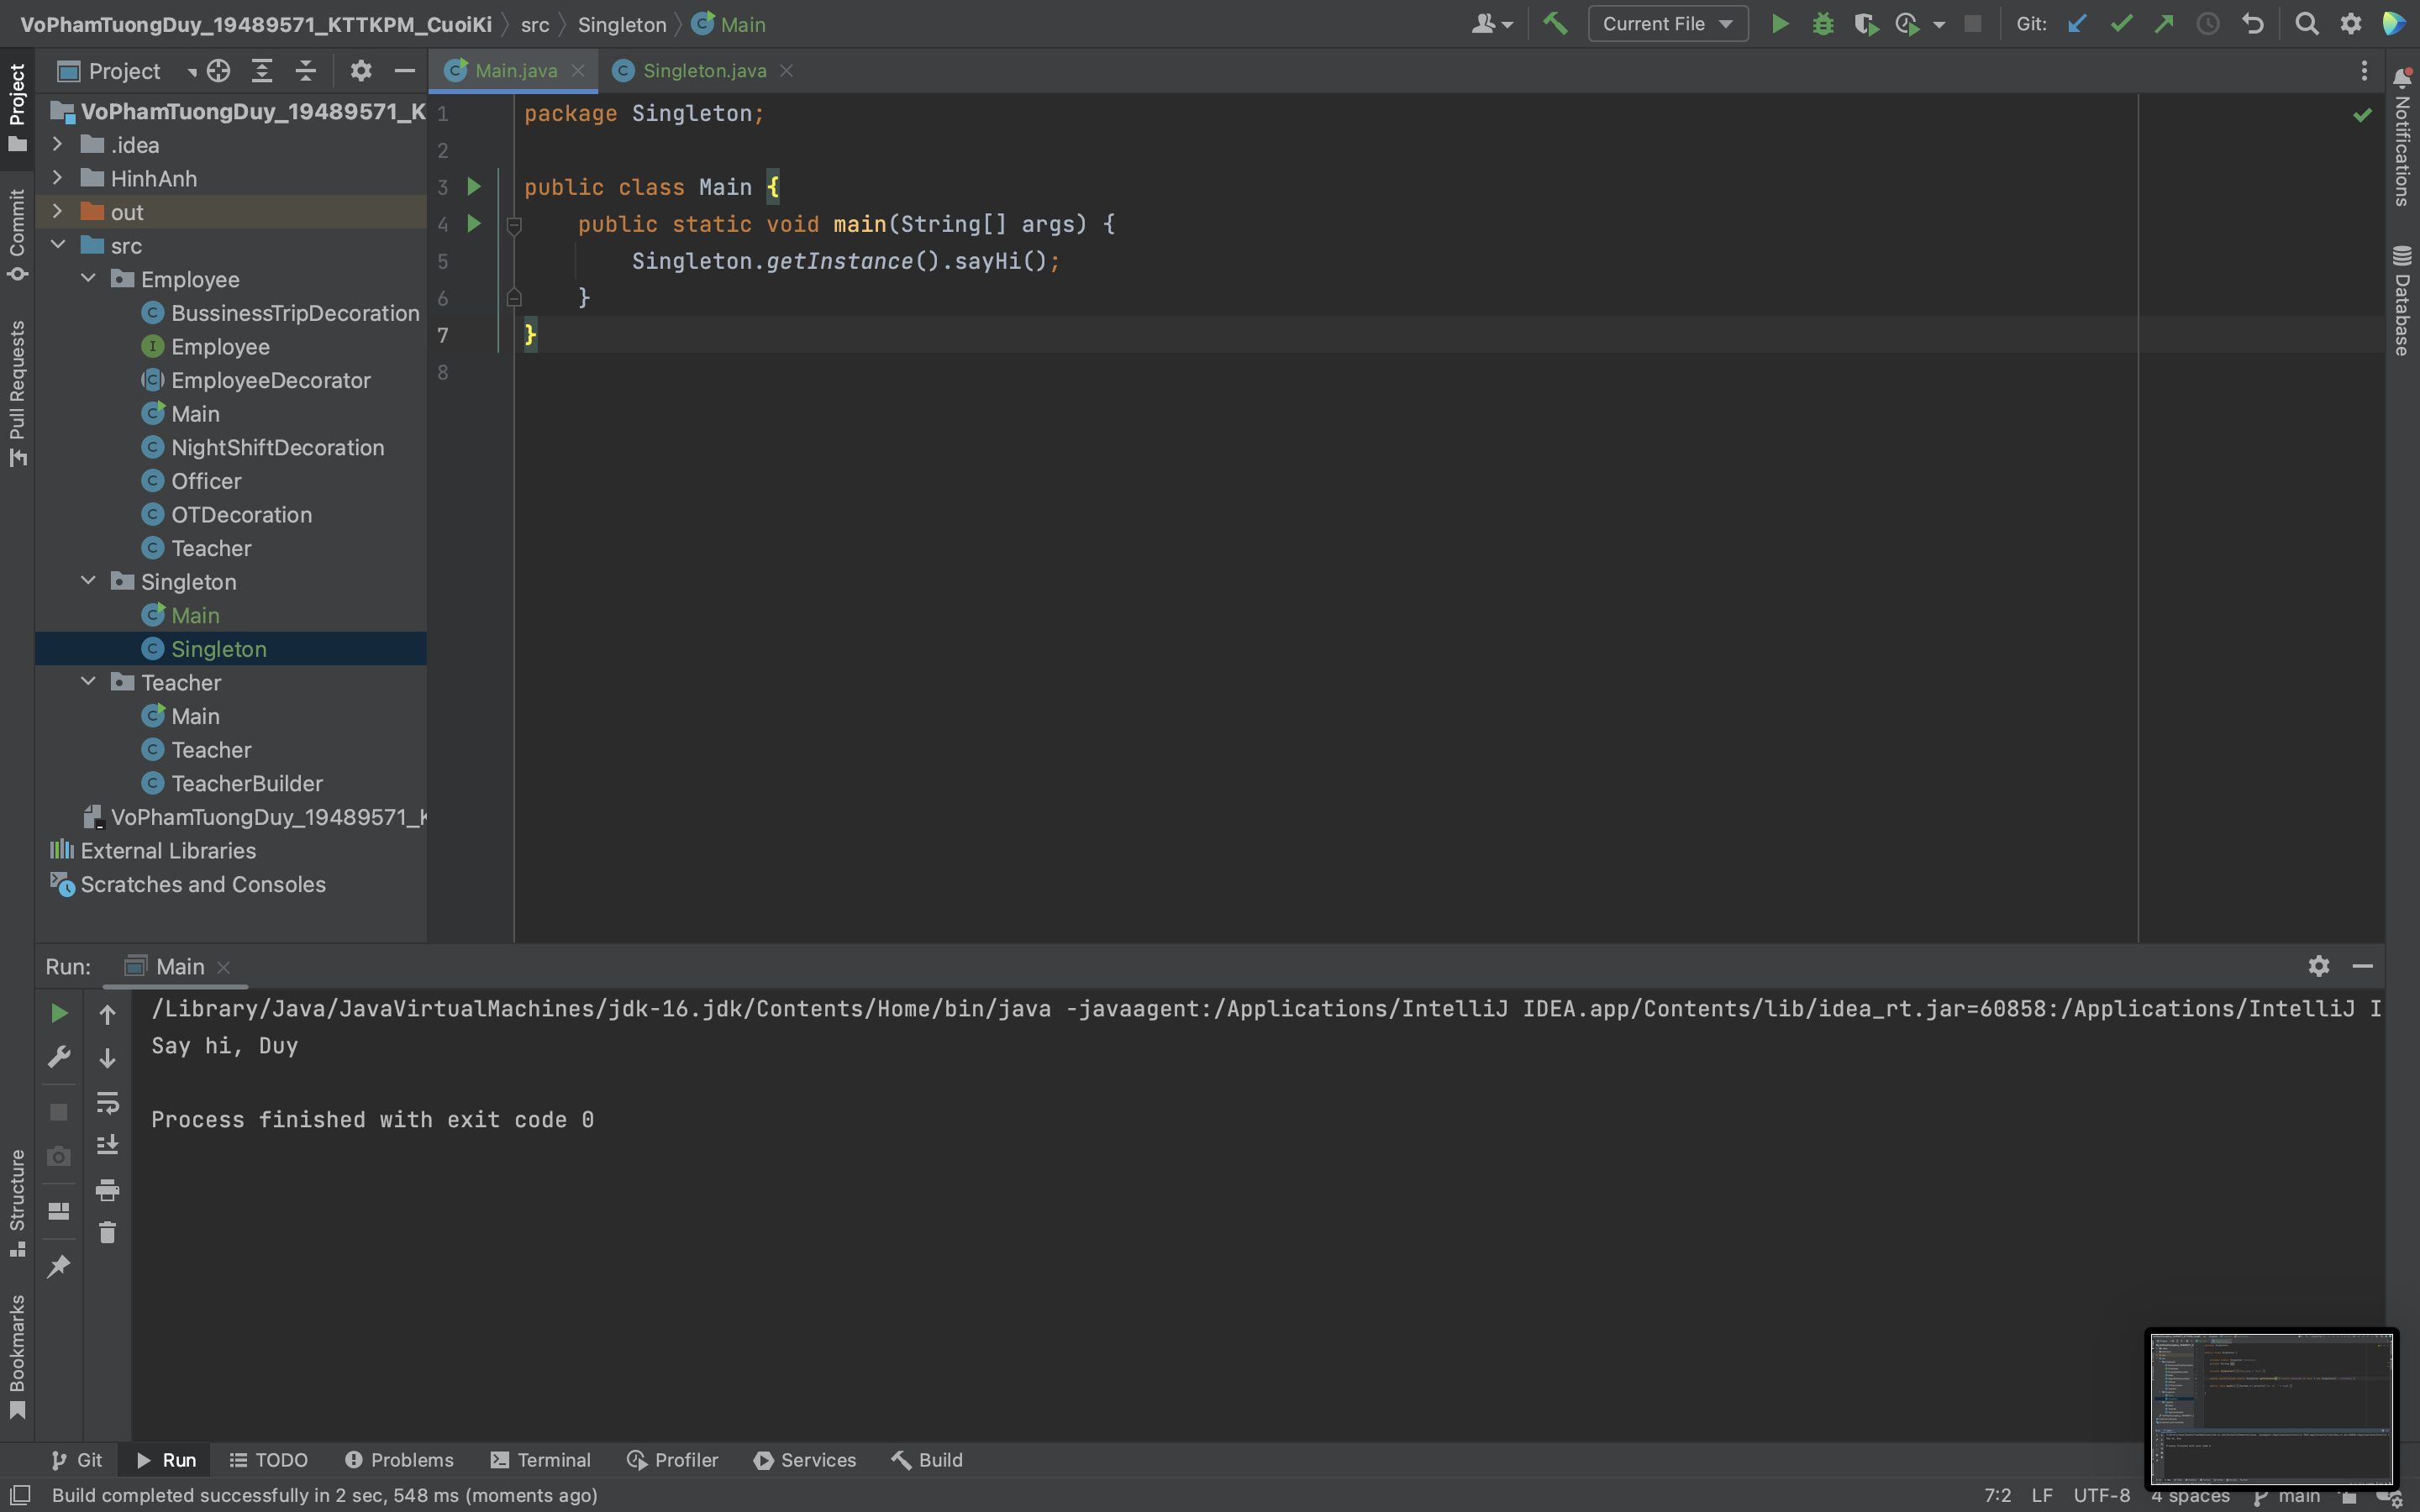 VoPhamTuongDuy_19489571_KTTKPM_CuoiKi src Singleton Main
Current File
Git:
Project
Main.java
Singleton.java
Project
Commit
Pull Requests
VoPhamTuongDuy_19489571_K
.idea
HinhAnh
out
src
Employee
BussinessTripDecoration
Employee
EmployeeDecorator
Main
NightShiftDecoration
Officer
OTDecoration
Teacher
Singleton
Main
Singleton
Teacher
Main
Teacher
TeacherBuilder
VoPhamTuongDuy_19489571_K
External Libraries
Scratches and Consoles
1 package Singleton;
2
3 public class Main {
4 public static void main(String[] args) {
5 Singleton.getInstance().sayHi();
6 }
7 }
8
Notifications
Database
Run: Main
/Library/Java/JavaVirtualMachines/jdk-16.jdk/Contents/Home/bin/java -javaagent:/Applications/IntelliJ IDEA.app/Contents/lib/idea_rt.jar=60858:/Applications/IntelliJ I
Say hi, Duy
Process finished with exit code 0
Structure
Bookmarks
Git Run TODO Problems Terminal Profiler Services Build
Build completed successfully in 2 sec, 548 ms (moments ago)
7:2 LF UTF-8 4 spaces main